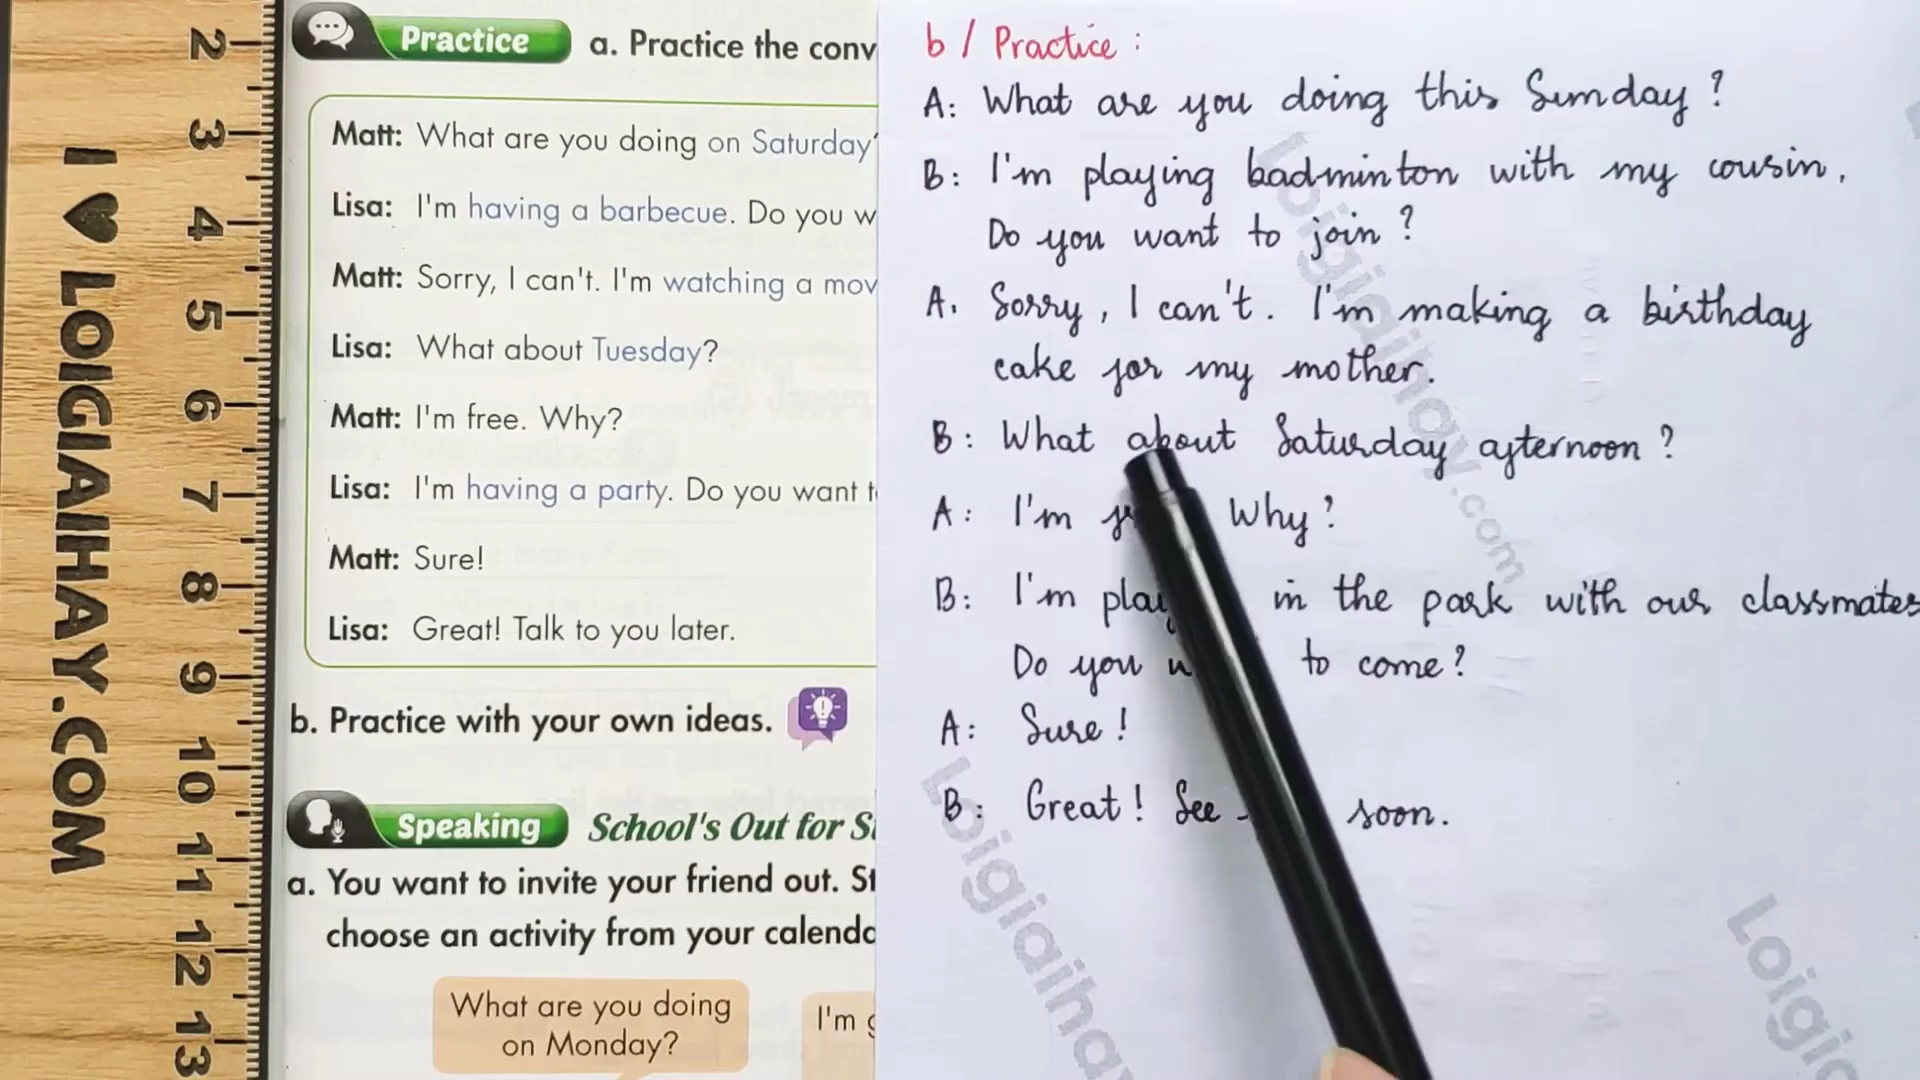 I ♥ LOIGIAIHAY.COM
2
3
4
5
6
7
8
9
10
11
12
13
Practice
a. Practice the conv
Matt: What are you doing on Saturday?
Lisa: I'm having a barbecue. Do you w
Matt: Sorry, I can't. I'm watching a mov
Lisa: What about Tuesday?
Matt: I'm free. Why?
Lisa: I'm having a party. Do you want t
Matt: Sure!
Lisa: Great! Talk to you later.
b. Practice with your own ideas.
Speaking
School's Out for S
a. You want to invite your friend out. St
choose an activity from your calenda
What are you doing
on Monday?
I'm g
b / Practice :
A: What are you doing this Sunday ?
B: I'm playing badminton with my cousin.
Do you want to join ?
A. Sorry, I can't. I'm making a birthday
cake for my mother.
B: What about Saturday afternoon ?
A: I'm Why?
B: I'm in the park with our classmates
Do you to come?
A: Sure!
B: Great! See soon.
Loigiaihay.com
Loigiaihay
Loigia